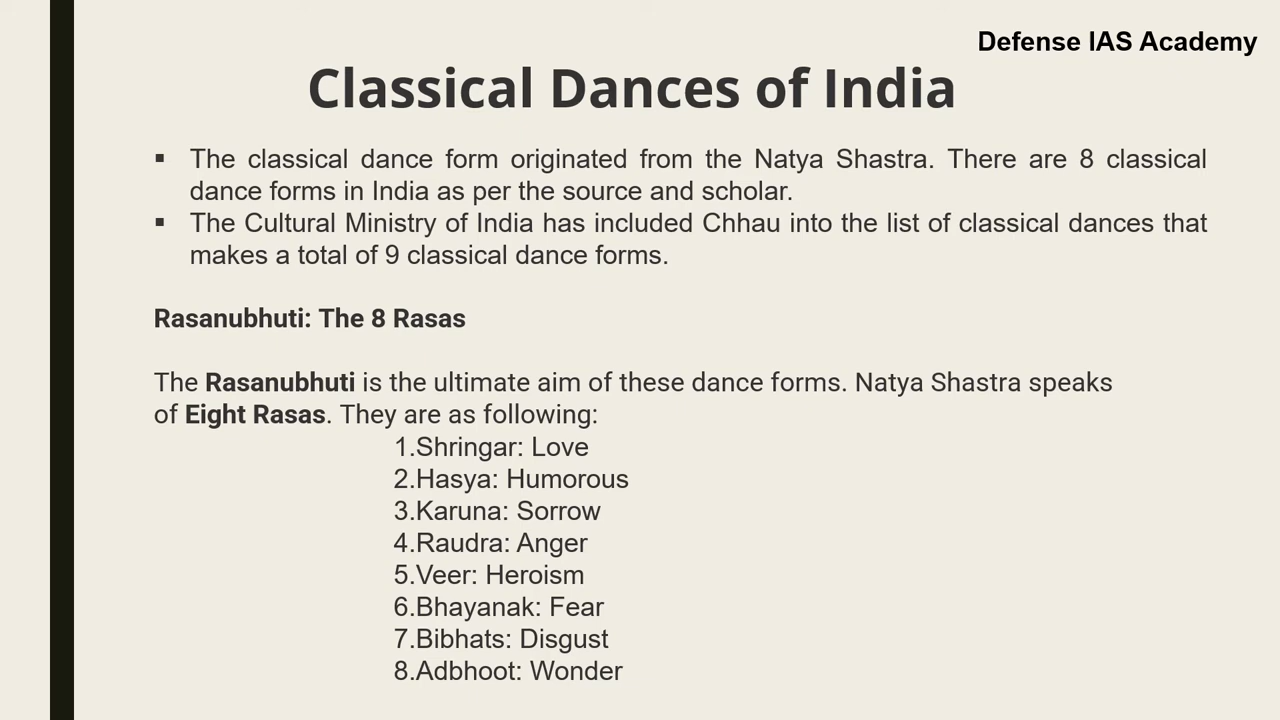 Defense IAS Academy
Classical Dances of India
▪ The classical dance form originated from the Natya Shastra. There are 8 classical
dance forms in India as per the source and scholar.
▪ The Cultural Ministry of India has included Chhau into the list of classical dances that
makes a total of 9 classical dance forms.
Rasanubhuti: The 8 Rasas
The Rasanubhuti is the ultimate aim of these dance forms. Natya Shastra speaks
of Eight Rasas. They are as following:
1.Shringar: Love
2.Hasya: Humorous
3.Karuna: Sorrow
4.Raudra: Anger
5.Veer: Heroism
6.Bhayanak: Fear
7.Bibhats: Disgust
8.Adbhoot: Wonder